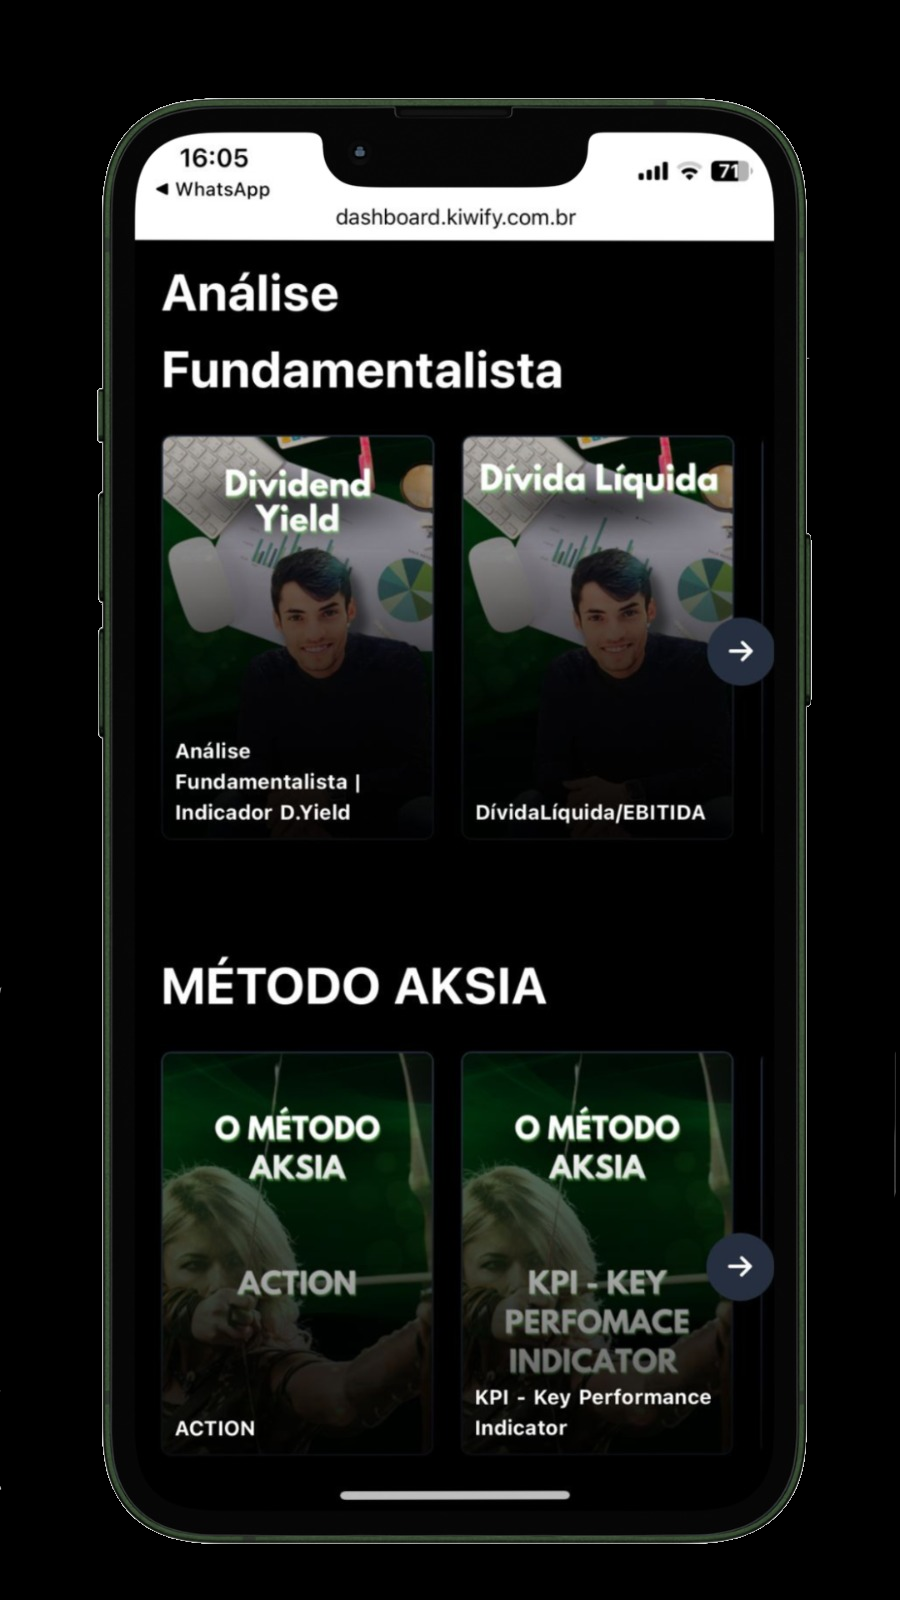 16:05
71
◀ WhatsApp
dashboard.kiwify.com.br
Análise
Fundamentalista
Dividend
Yield
Análise
Fundamentalista |
Indicador D.Yield
Dívida Líquida
DívidaLíquida/EBITIDA
MÉTODO AKSIA
O MÉTODO
AKSIA
ACTION
ACTION
O MÉTODO
AKSIA
KPI - KEY
PERFOMACE
INDICATOR
KPI - Key Performance
Indicator